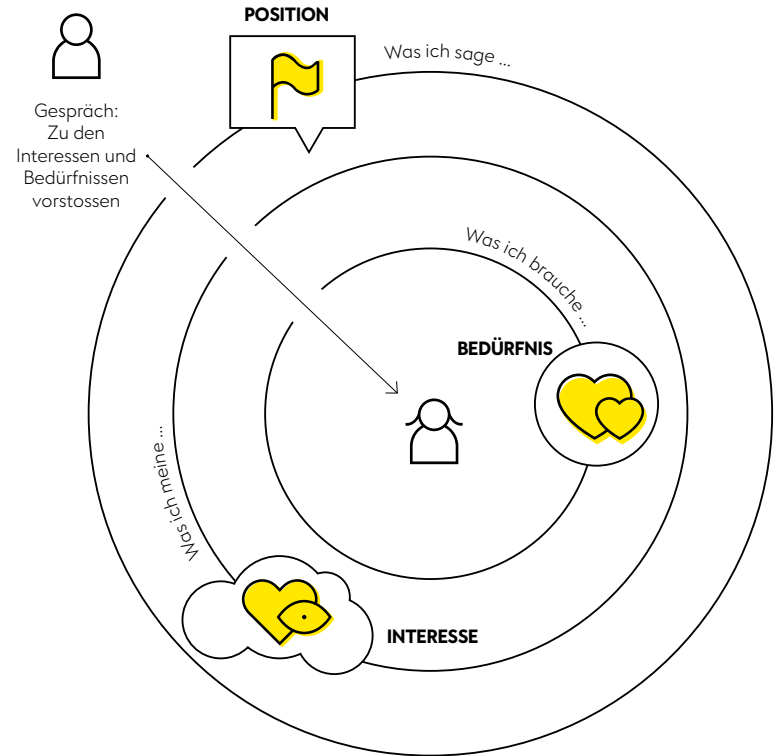 POSITION
Was ich sage ...
Gespräch:
Zu den
Interessen und
Bedürfnissen
vorstossen
Was ich brauche ...
BEDÜRFNIS
Was ich meine ...
INTERESSE